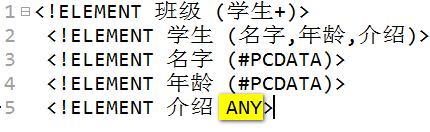 1 <!ELEMENT 班级 (学生+)>
2 <!ELEMENT 学生 (名字,年龄,介绍)>
3 <!ELEMENT 名字 (#PCDATA)>
4 <!ELEMENT 年龄 (#PCDATA)>
5 <!ELEMENT 介绍 ANY>